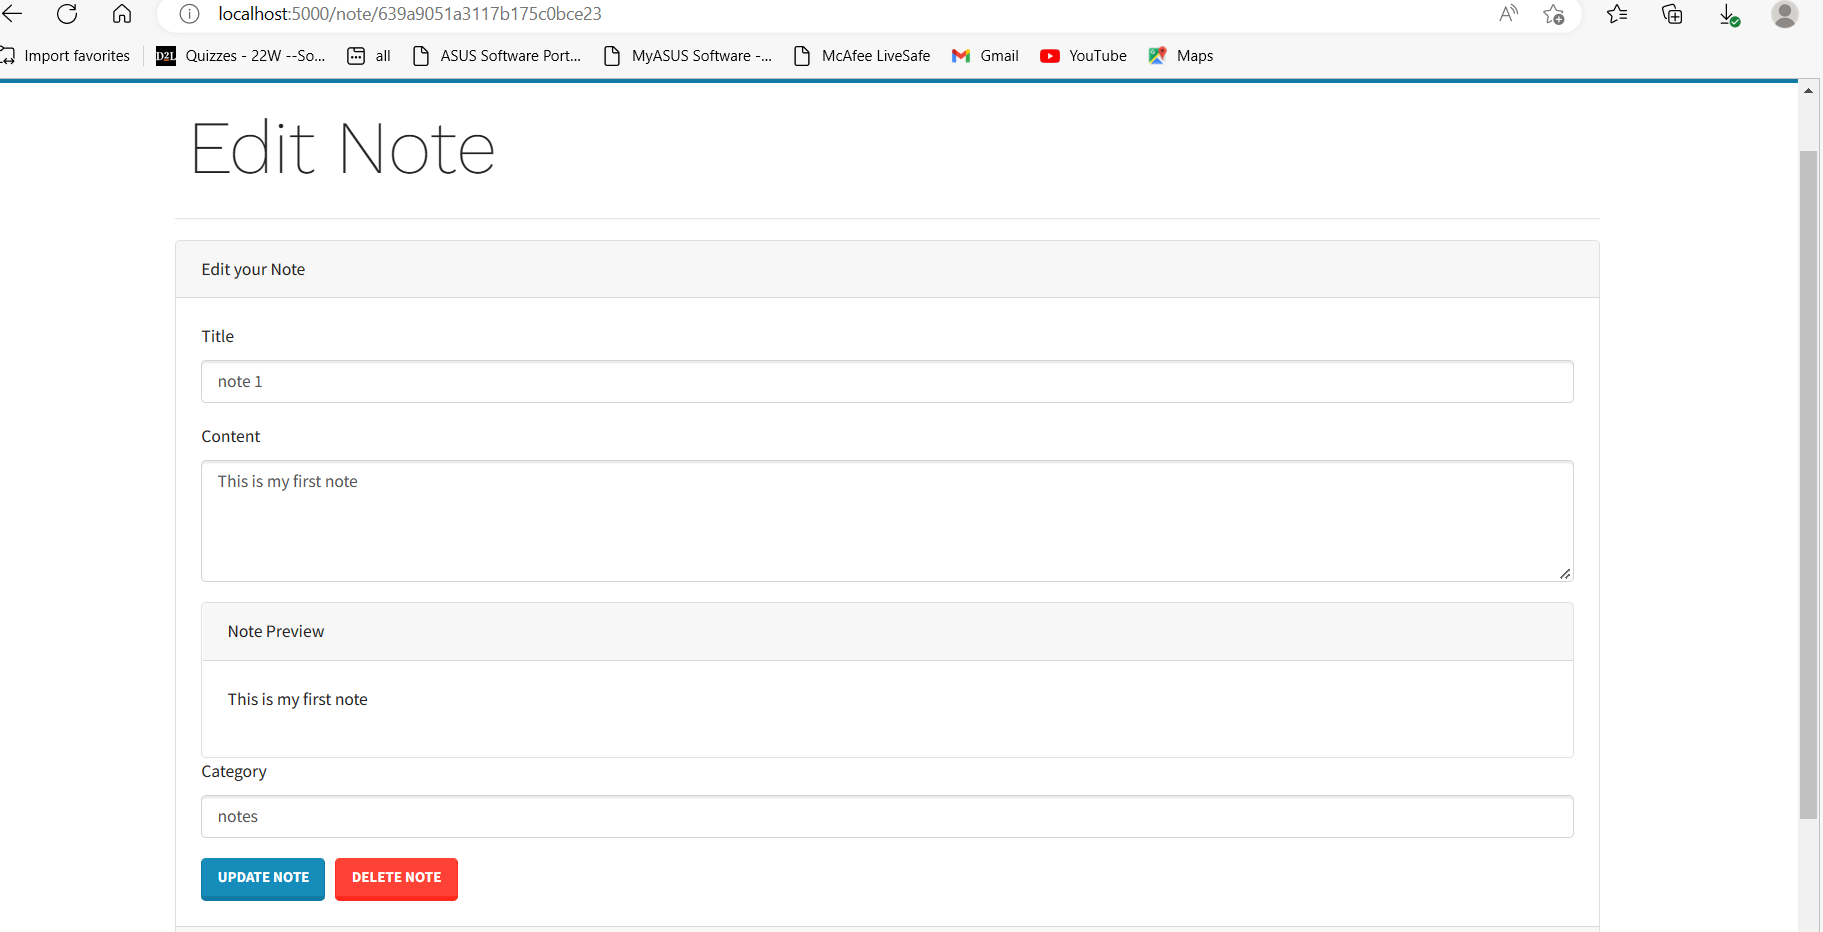 localhost:5000/note/639a9051a3117b175c0bce23
Import favorites D2L Quizzes - 22W --So... all ASUS Software Port... MyASUS Software -... McAfee LiveSafe Gmail YouTube Maps
Edit Note
Edit your Note
Title
note 1
Content
This is my first note
Note Preview
This is my first note
Category
notes
UPDATE NOTE DELETE NOTE